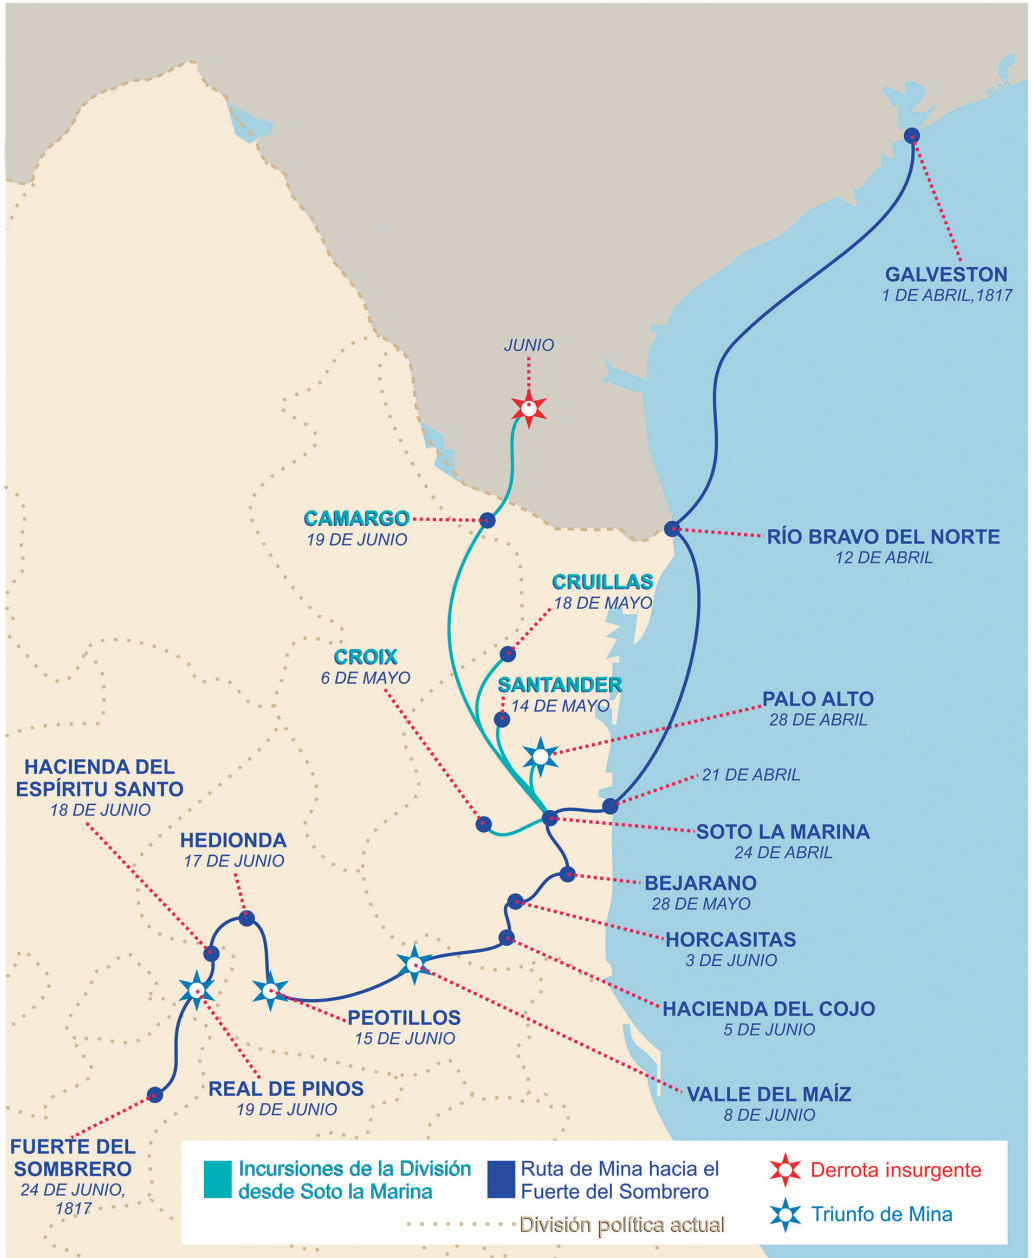 GALVESTON
1 DE ABRIL,1817
JUNIO
CAMARGO
19 DE JUNIO
RÍO BRAVO DEL NORTE
12 DE ABRIL
CRUILLAS
18 DE MAYO
CROIX
6 DE MAYO
SANTANDER
14 DE MAYO
PALO ALTO
28 DE ABRIL
HACIENDA DEL
ESPÍRITU SANTO
18 DE JUNIO
21 DE ABRIL
HEDIONDA
17 DE JUNIO
SOTO LA MARINA
24 DE ABRIL
BEJARANO
28 DE MAYO
HORCASITAS
3 DE JUNIO
HACIENDA DEL COJO
5 DE JUNIO
PEOTILLOS
15 DE JUNIO
REAL DE PINOS
19 DE JUNIO
VALLE DEL MAÍZ
8 DE JUNIO
FUERTE DEL
SOMBRERO
24 DE JUNIO,
1817
Incursiones de la División
desde Soto la Marina
Ruta de Mina hacia el
Fuerte del Sombrero
Derrota insurgente
Triunfo de Mina
División política actual